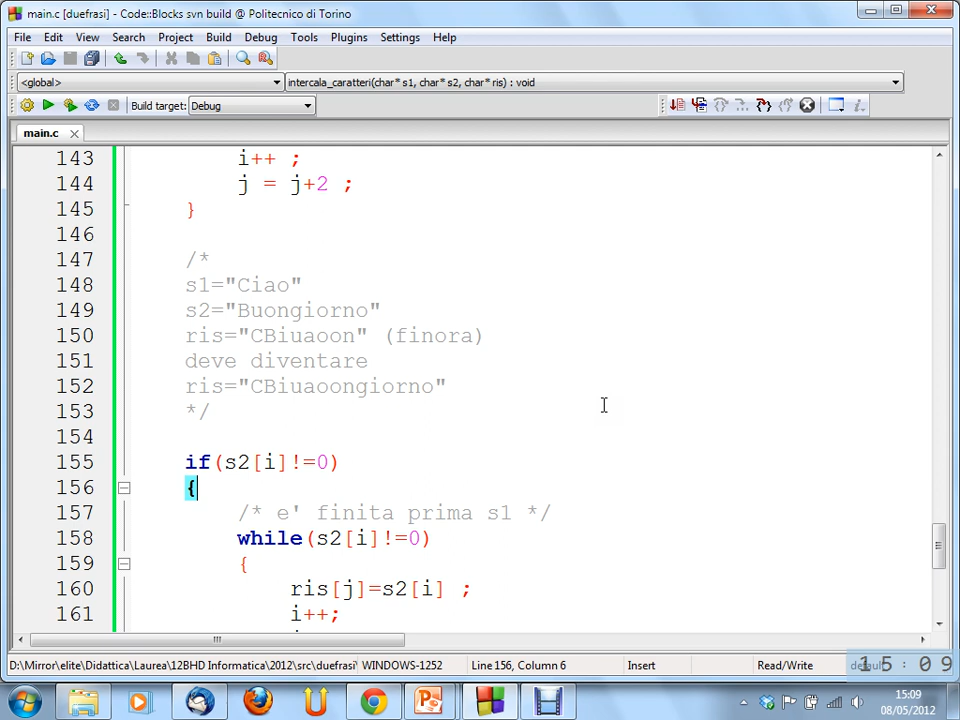 main.c [duefrasi] - Code::Blocks svn build @ Politecnico di Torino
File Edit View Search Project Build Debug Tools Plugins Settings Help
<global> intercala_caratteri(char* s1, char* s2, char* ris) : void
Build target: Debug
main.c
143 i++ ;
144 j = j+2 ;
145 }
146
147 /*
148 s1="Ciao"
149 s2="Buongiorno"
150 ris="CBiuaoon" (finora)
151 deve diventare
152 ris="CBiuaoongiorno"
153 */
154
155 if(s2[i]!=0)
156 {
157 /* e' finita prima s1 */
158 while(s2[i]!=0)
159 {
160 ris[j]=s2[i] ;
161 i++;
D:\Mirror\elite\Didattica\Laurea\12BHD Informatica\2012\src\duefrasi\ WINDOWS-1252 Line 156, Column 6 Insert Read/Write default
15:09
15:09
08/05/2012